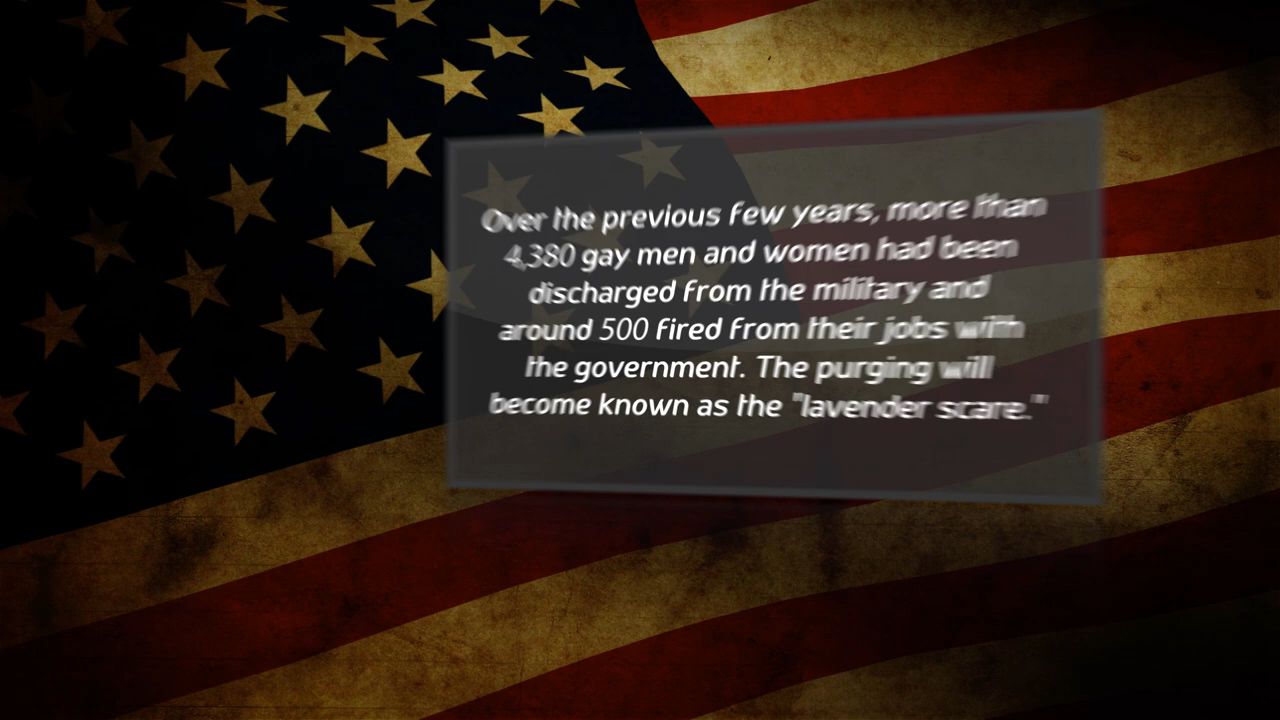 Over the previous few years, more than
4,380 gay men and women had been
discharged from the military and
around 500 fired from their jobs with
the government. The purging will
become known as the "lavender scare."